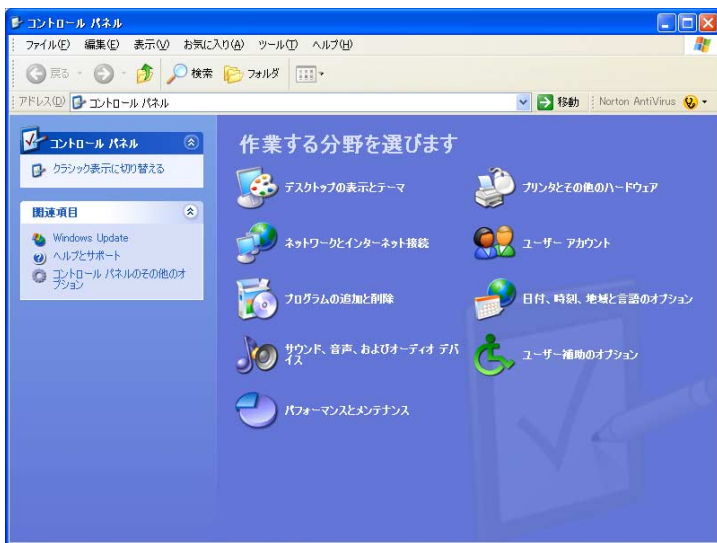 コントロール パネル
ファイル(F) 編集(E) 表示(V) お気に入り(A) ツール(T) ヘルプ(H)
戻る 検索 フォルダ
アドレス(D) コントロール パネル 移動 Norton AntiVirus
コントロール パネル
クラシック表示に切り替える
関連項目
Windows Update
ヘルプとサポート
コントロール パネルのその他のオ
プション
作業する分野を選びます
デスクトップの表示とテーマ
プリンタとその他のハードウェア
ネットワークとインターネット接続
ユーザー アカウント
プログラムの追加と削除
日付、時刻、地域と言語のオプション
サウンド、音声、およびオーディオ デバ
イス
ユーザー補助のオプション
パフォーマンスとメンテナンス